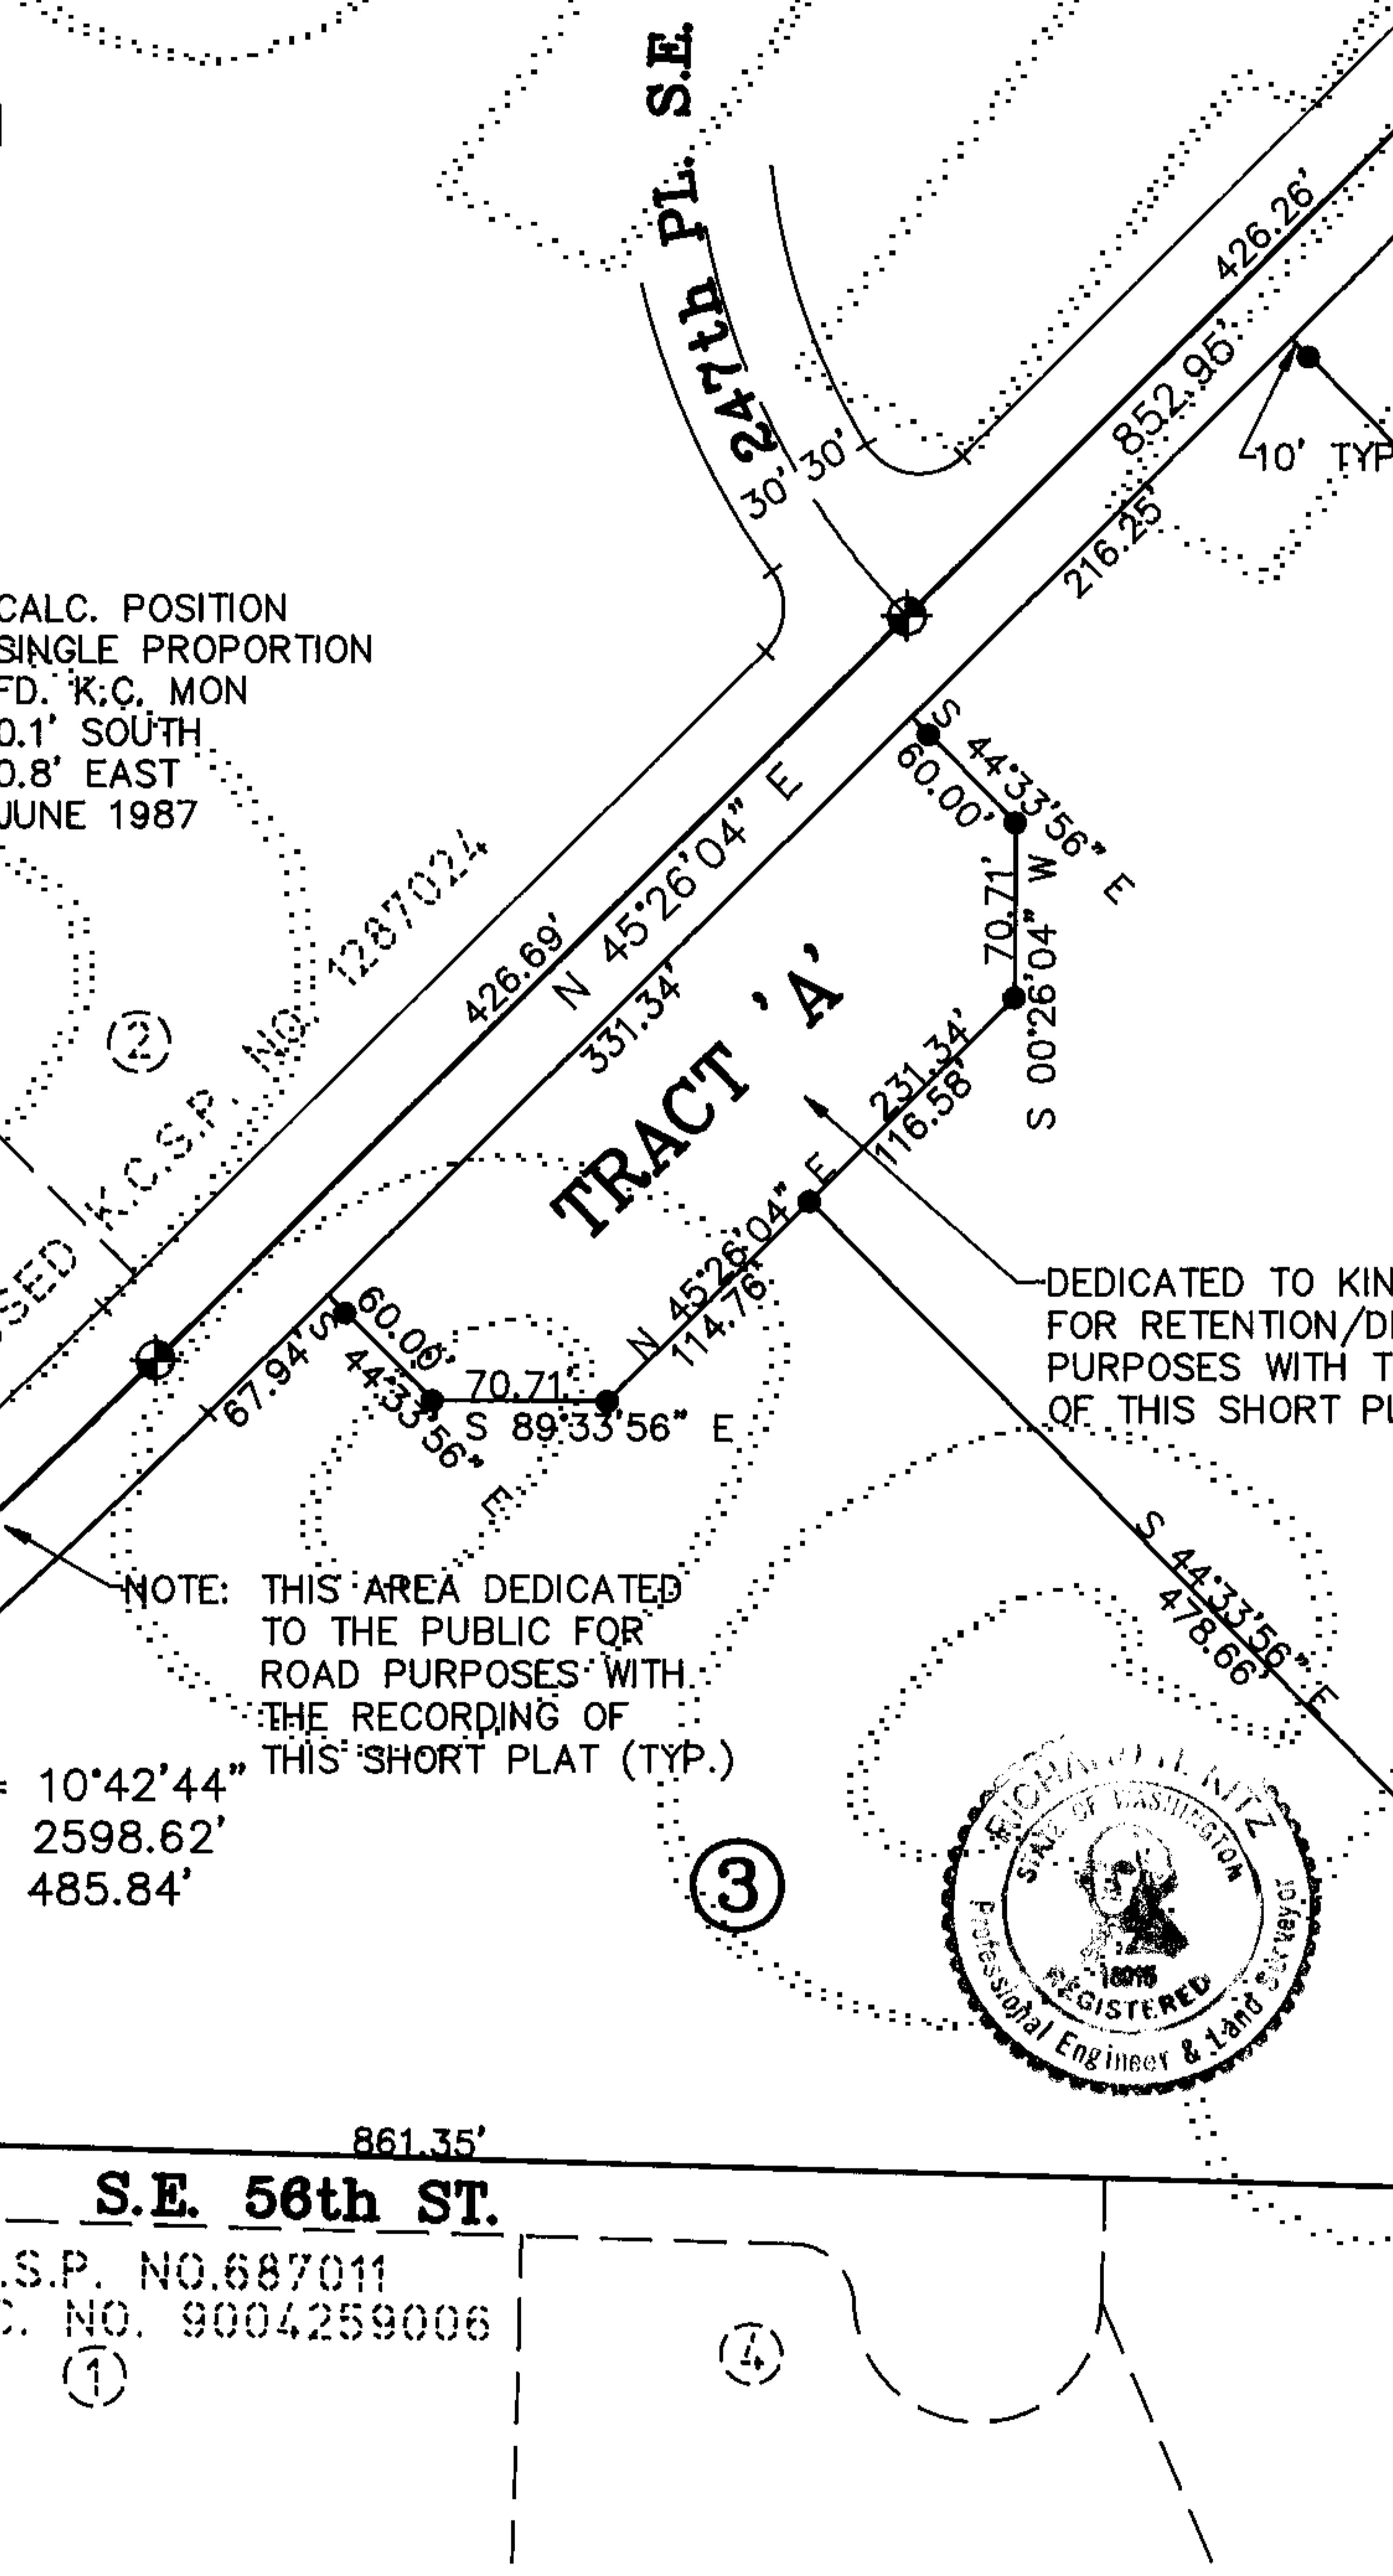 247th PL. S.E.
426.26'
852.95'
10' TYP
216.25'
30' 30'
CALC. POSITION
SINGLE PROPORTION
FD. K.C. MON
0.1' SOUTH
0.8' EAST
JUNE 1987
S 44°33'56" E
60.00'
70.71'
S 00°26'04" W
N 45°26'04" E
426.69'
331.34'
K.C.S.P. NO. 1287024
2
TRACT 'A'
231.34'
116.58'
N 45°26'04" E
114.76'
DEDICATED TO KIN
FOR RETENTION/D
PURPOSES WITH T
OF THIS SHORT PL
60.00'
S 44°33'56" E
67.94'
70.71'
S 89°33'56" E
S 44°33'56" E
478.66'
NOTE: THIS AREA DEDICATED
TO THE PUBLIC FOR
ROAD PURPOSES WITH
THE RECORDING OF
THIS SHORT PLAT (TYP.)
= 10°42'44"
2598.62'
485.84'
3
STATE OF WASHINGTON
REGISTERED
Professional Engineer & Land Surveyor
861.35'
S.E. 56th ST.
.S.P. NO.687011
C. NO. 9004259006
1
4